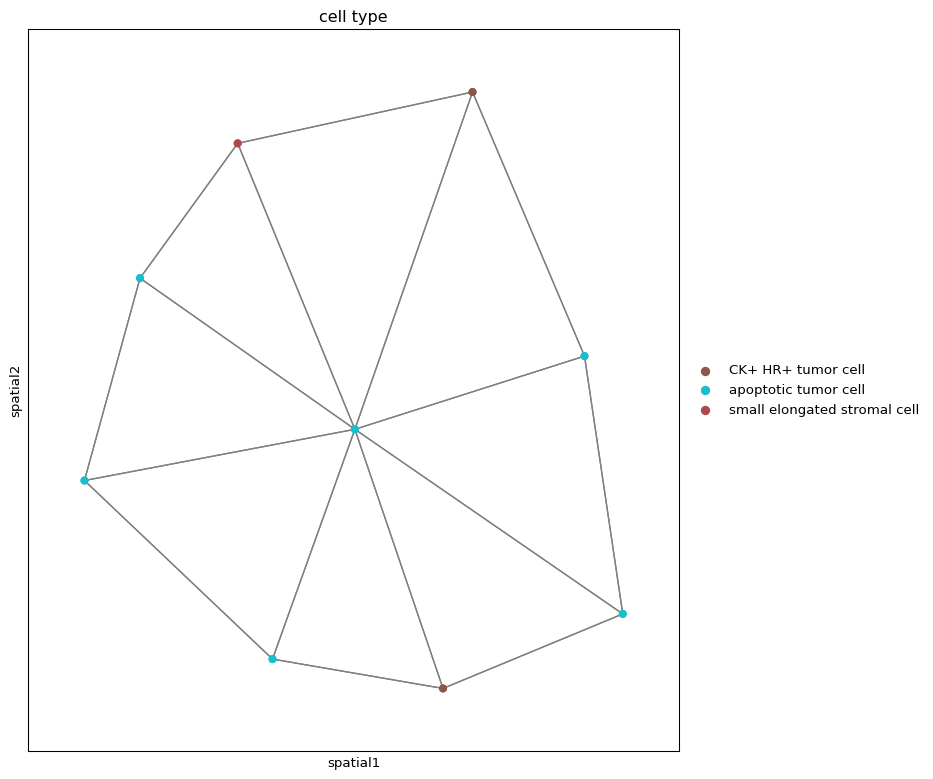 cell type
spatial2
CK+ HR+ tumor cell
apoptotic tumor cell
small elongated stromal cell
spatial1